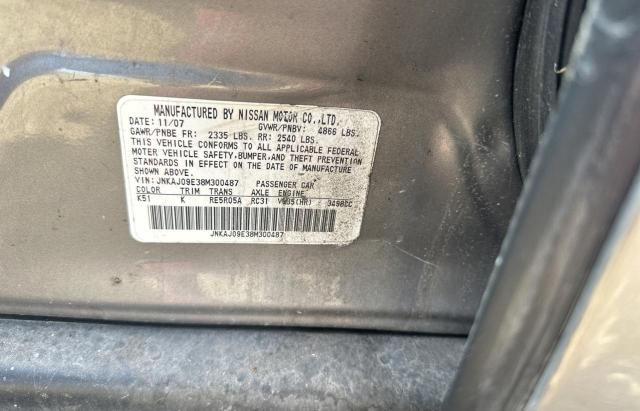 MANUFACTURED BY NISSAN MOTOR CO.,LTD.
DATE: 11/07 GVWR/PNBV: 4866 LBS.
GAWR/PNBE FR: 2335 LBS. RR: 2540 LBS.
THIS VEHICLE CONFORMS TO ALL APPLICABLE FEDERAL
MOTOR VEHICLE SAFETY, BUMPER, AND THEFT PREVENTION
STANDARDS IN EFFECT ON THE DATE OF MANUFACTURE
SHOWN ABOVE.
VIN: JNKAJ09E38M300487 PASSENGER CAR
COLOR TRIM TRANS AXLE ENGINE
K51 K RE5R05A RC31 3498CC
JNKAJ09E38M300487